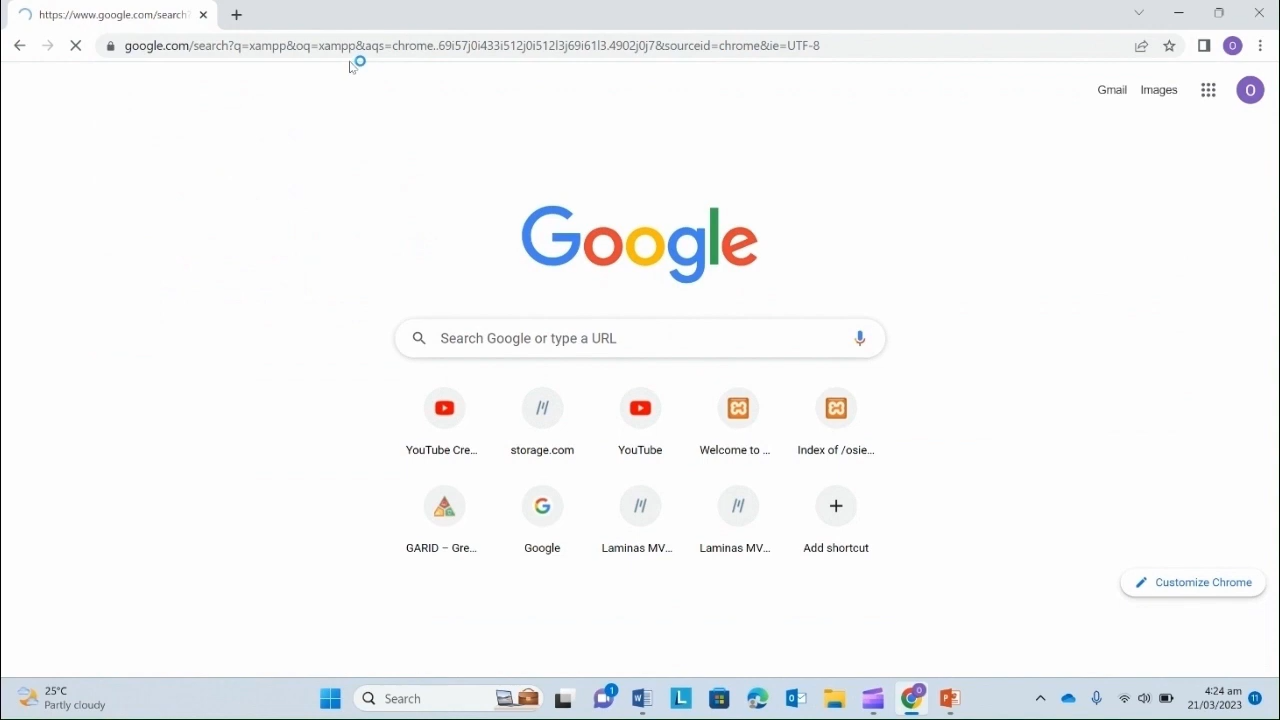 https://www.google.com/search?
google.com/search?q=xampp&oq=xampp&aqs=chrome..69i57j0i433i512j0i512l3j69i61l3.4902j0j7&sourceid=chrome&ie=UTF-8
O
Gmail Images O
Google
Search Google or type a URL
YouTube Cre... storage.com YouTube Welcome to ... Index of /osie...
GARID – Gre... Google Laminas MV... Laminas MV... Add shortcut
Customize Chrome
25°C
Partly cloudy
Search
1
4:24 am
21/03/2023
11